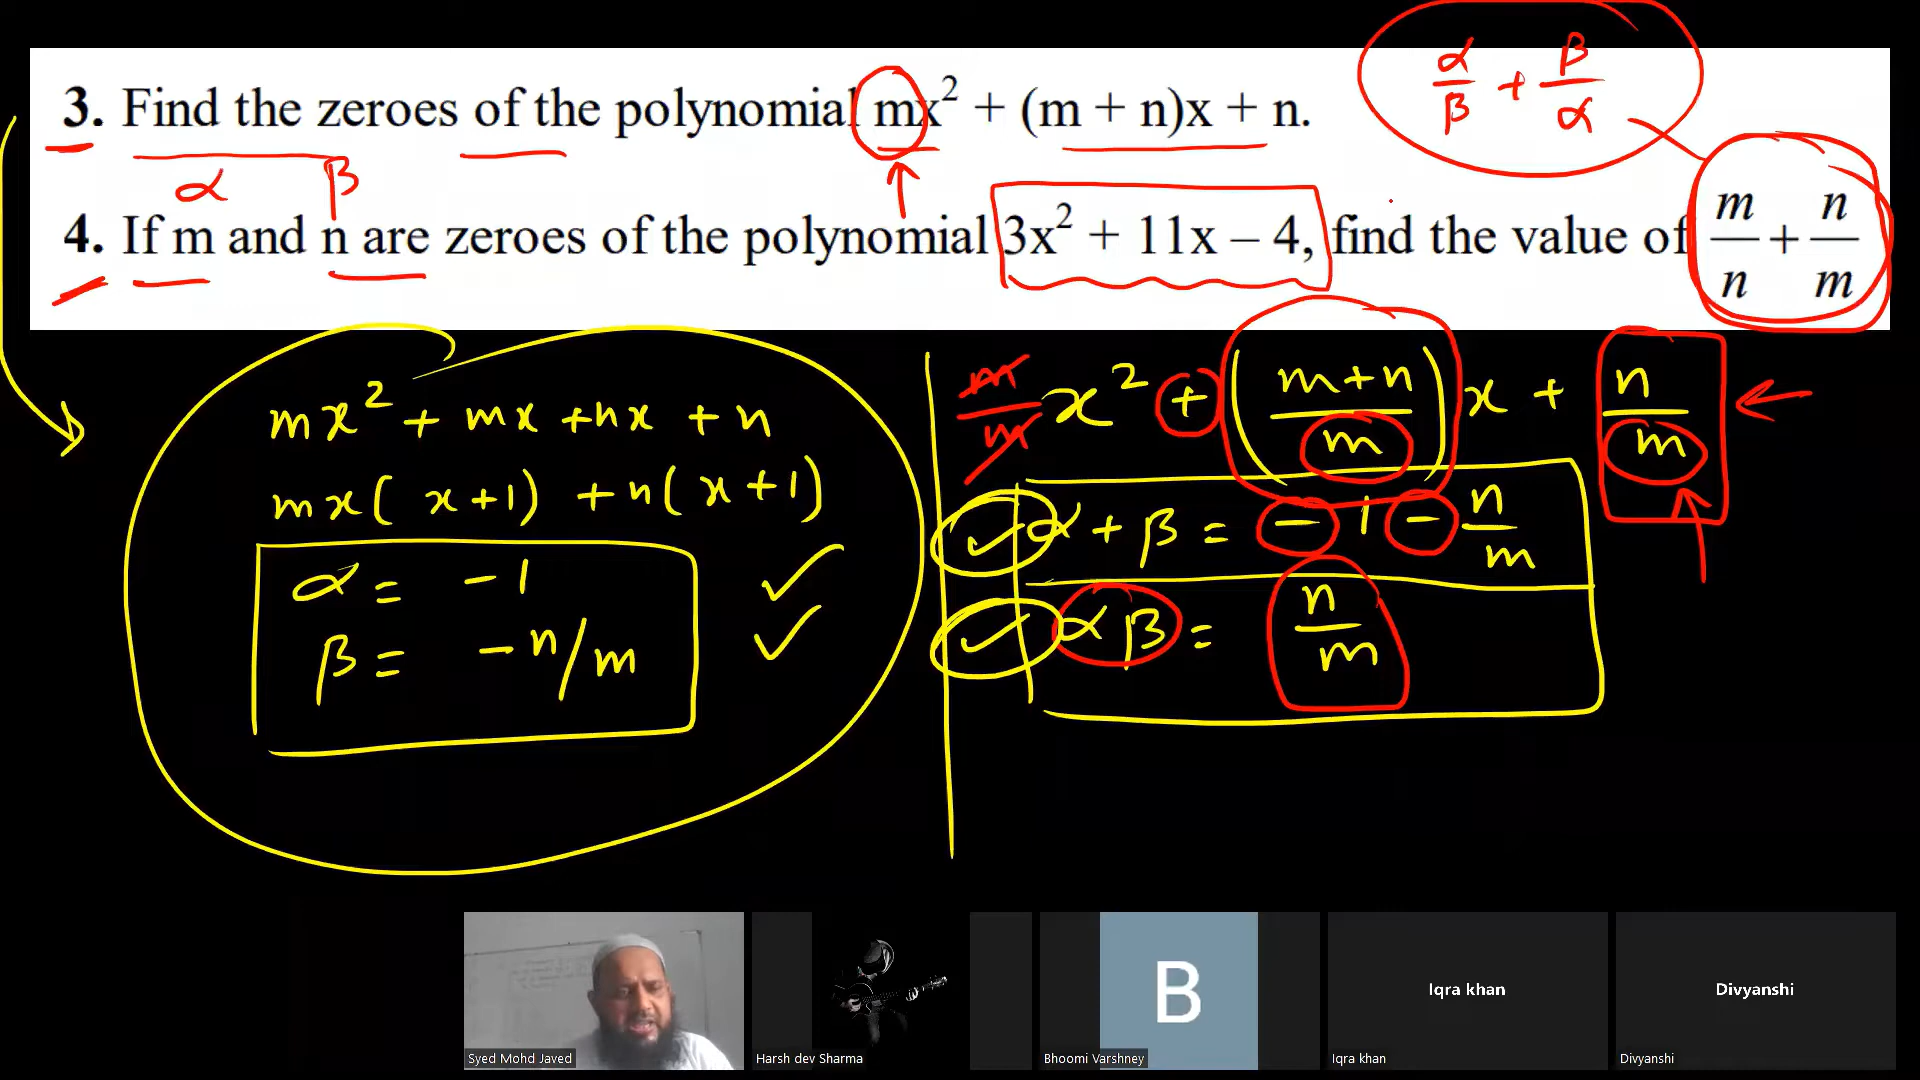 3. Find the zeroes of the polynomial mx² + (m + n)x + n.
α/β + β/α
α β
4. If m and n are zeroes of the polynomial 3x² + 11x – 4, find the value of m/n + n/m
mx² + mx + nx + n
mx( x+1) + n( x+1)
α = -1
β = -n/m
m/m x² + (m+n/m) x + n/m
α + β = - 1 - n/m
αβ = n/m
B
Iqra khan
Divyanshi
Syed Mohd Javed
Harsh dev Sharma
Bhoomi Varshney
Iqra khan
Divyanshi